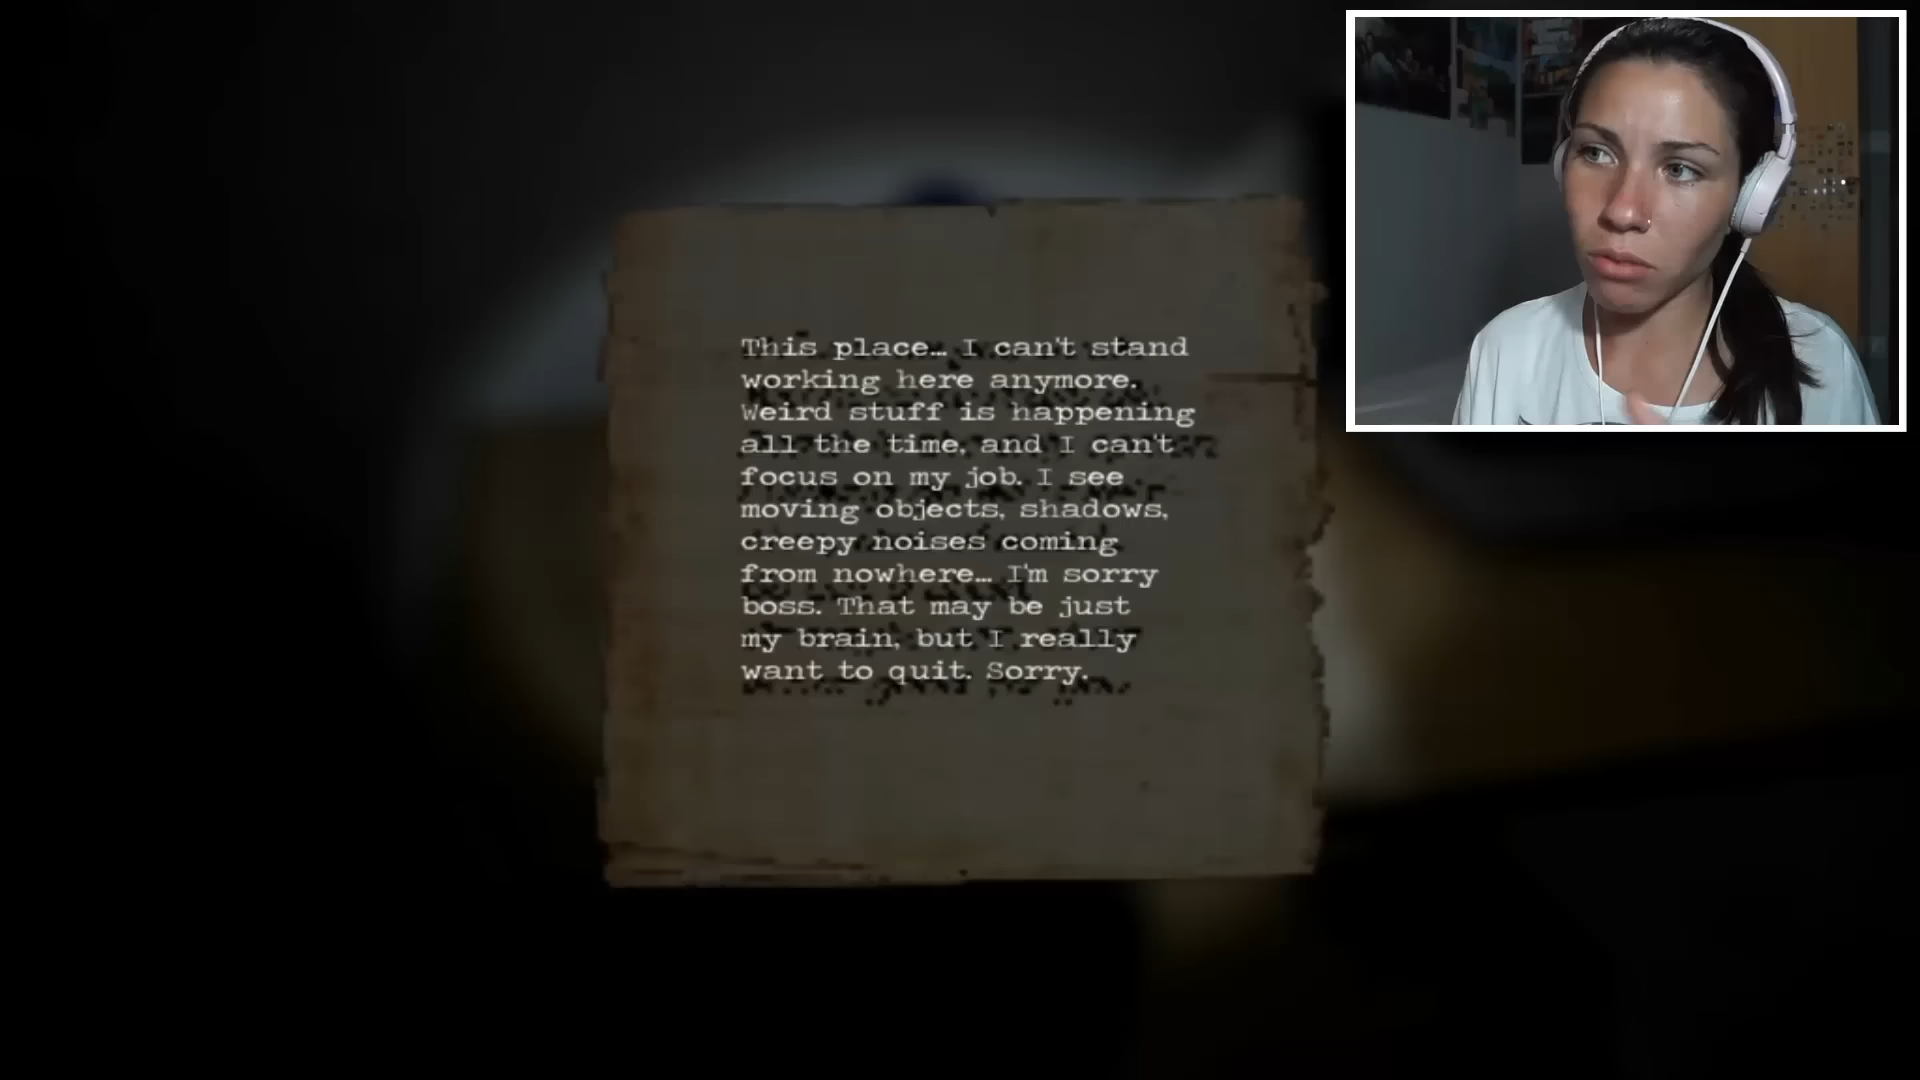 This place... I can't stand
working here anymore.
Weird stuff is happening
all the time, and I can't
focus on my job. I see
moving objects, shadows,
creepy noises coming
from nowhere... I'm sorry
boss. That may be just
my brain, but I really
want to quit. Sorry.